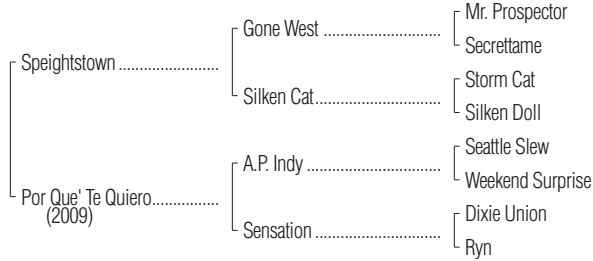 Mr. Prospector
Gone West ............................
Secrettame
Speightstown ........................
Storm Cat
Silken Cat..............................
Silken Doll
Seattle Slew
A.P. Indy ................................
Weekend Surprise
Por Que' Te Quiero................
(2009)
Dixie Union
Sensation ..............................
Ryn